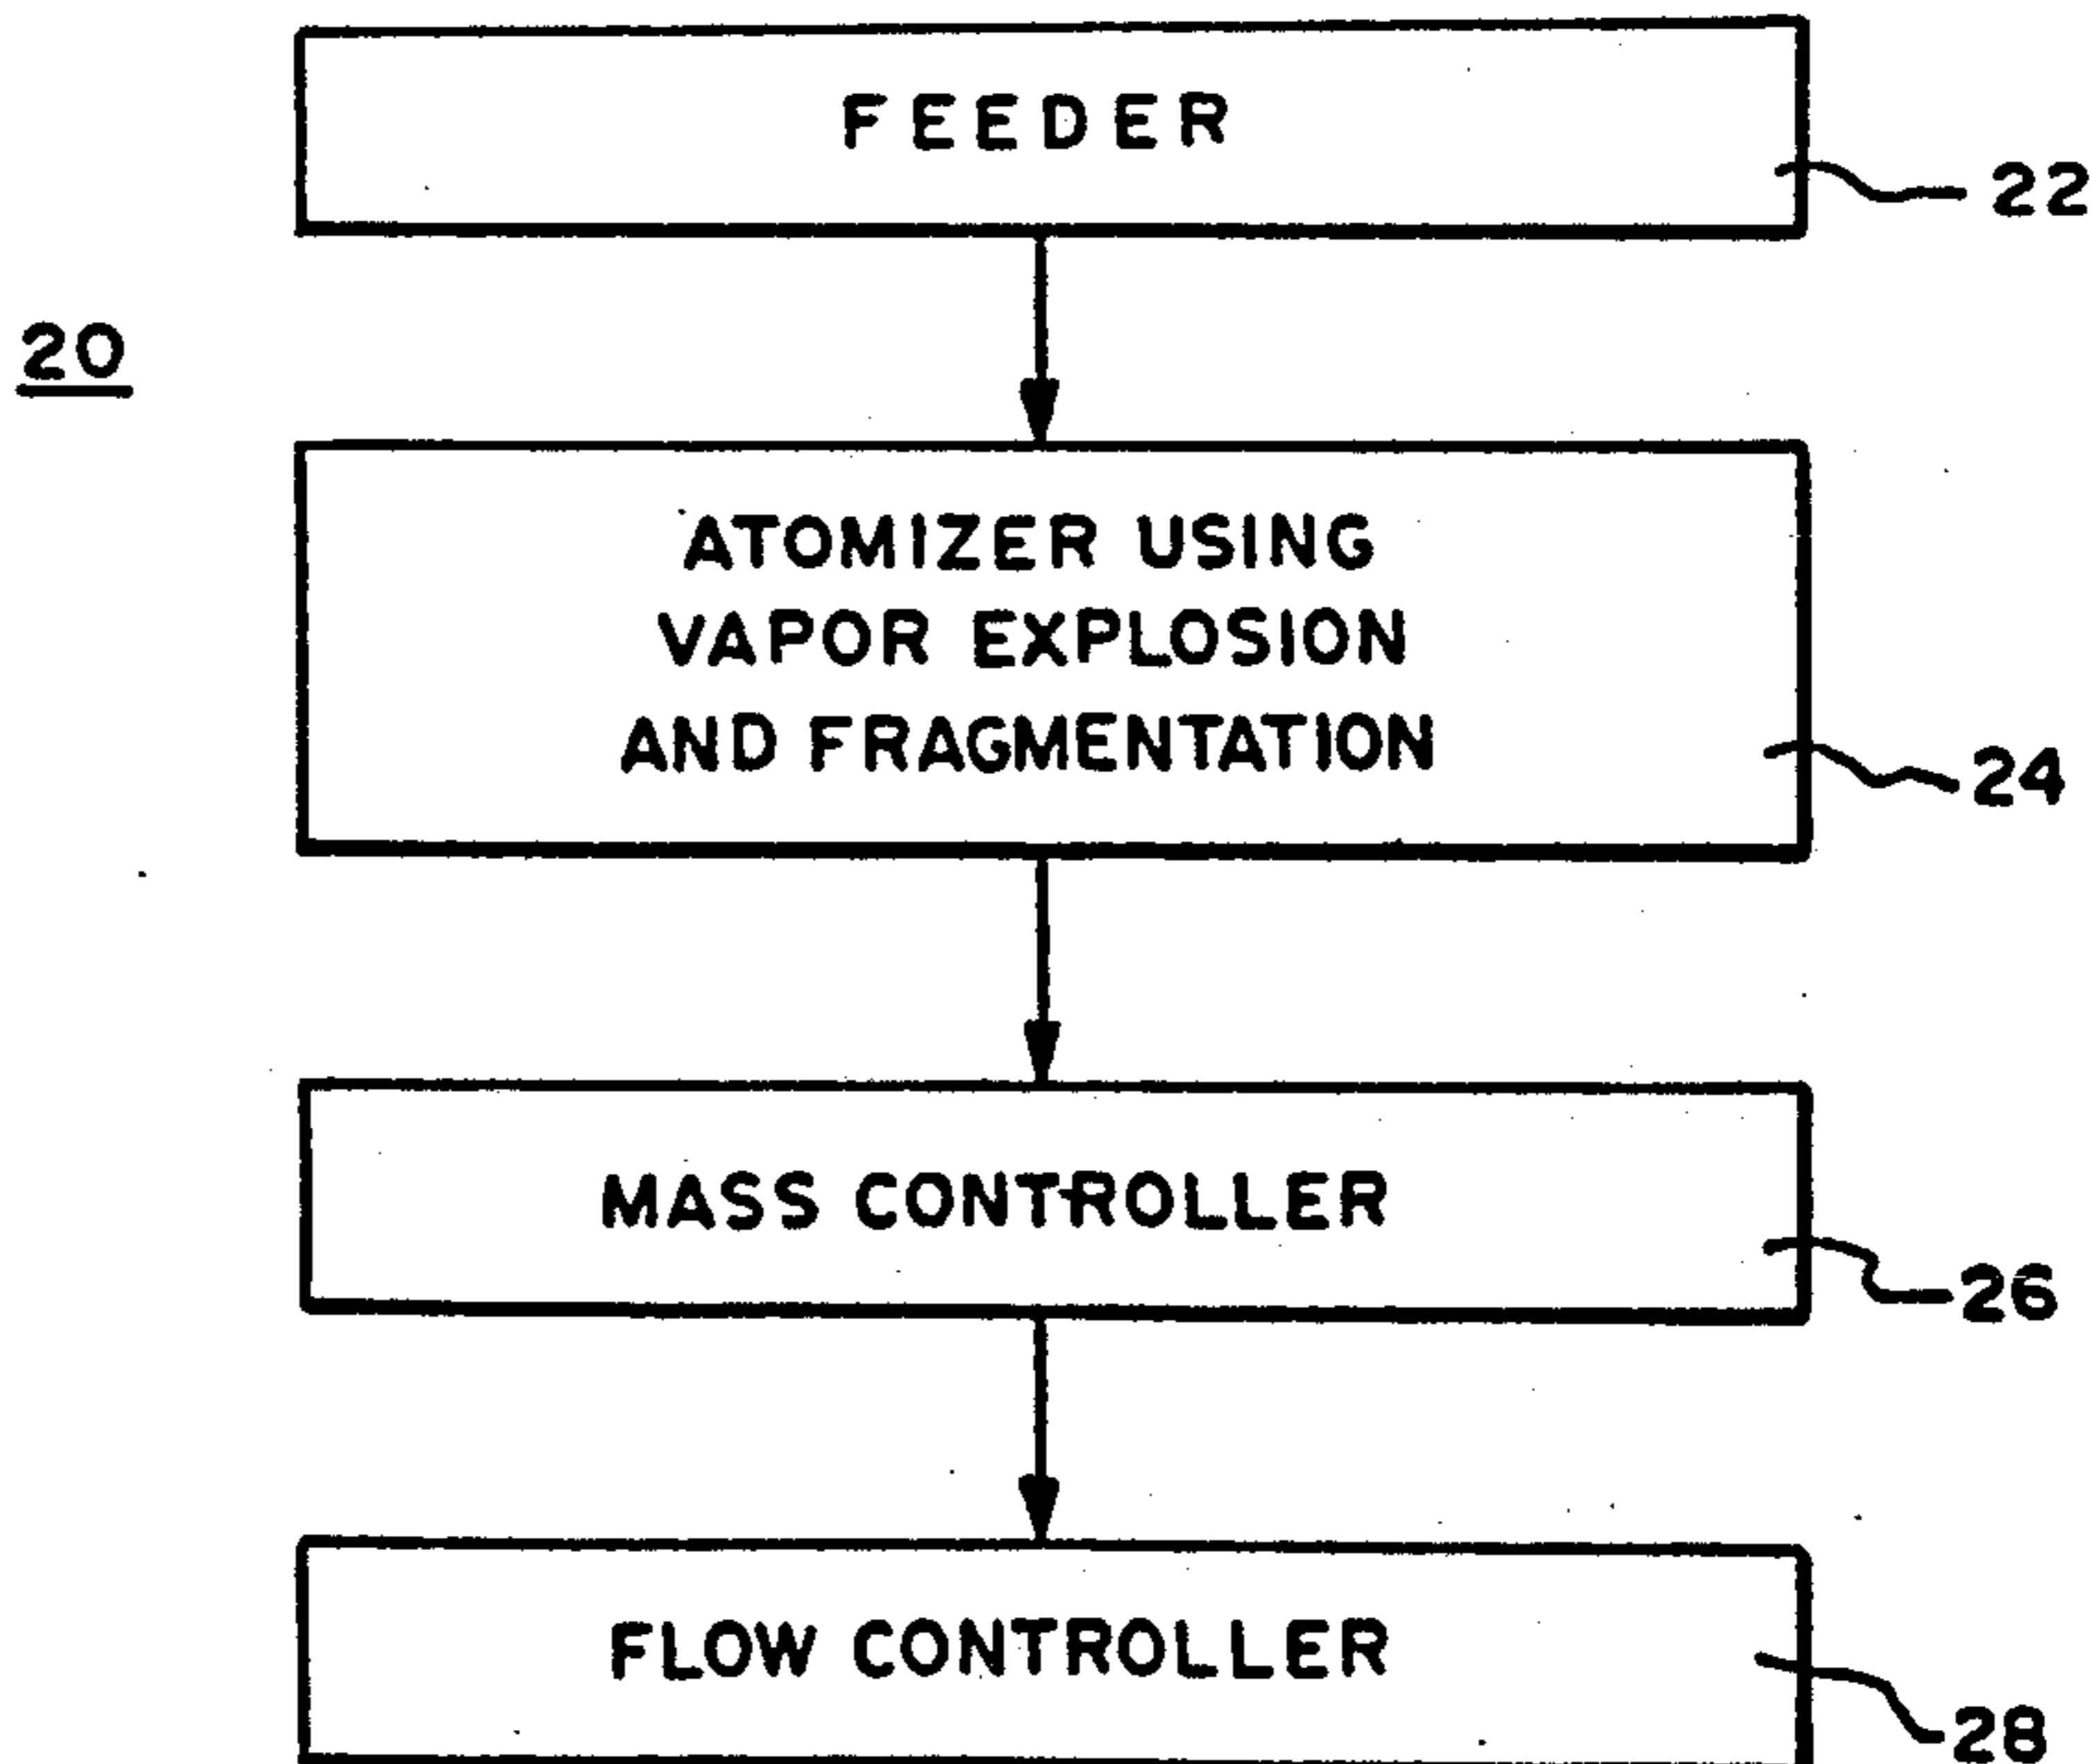 FEEDER
22
20
ATOMIZER USING
VAPOR EXPLOSION
AND FRAGMENTATION
24
MASS CONTROLLER
26
FLOW CONTROLLER
28